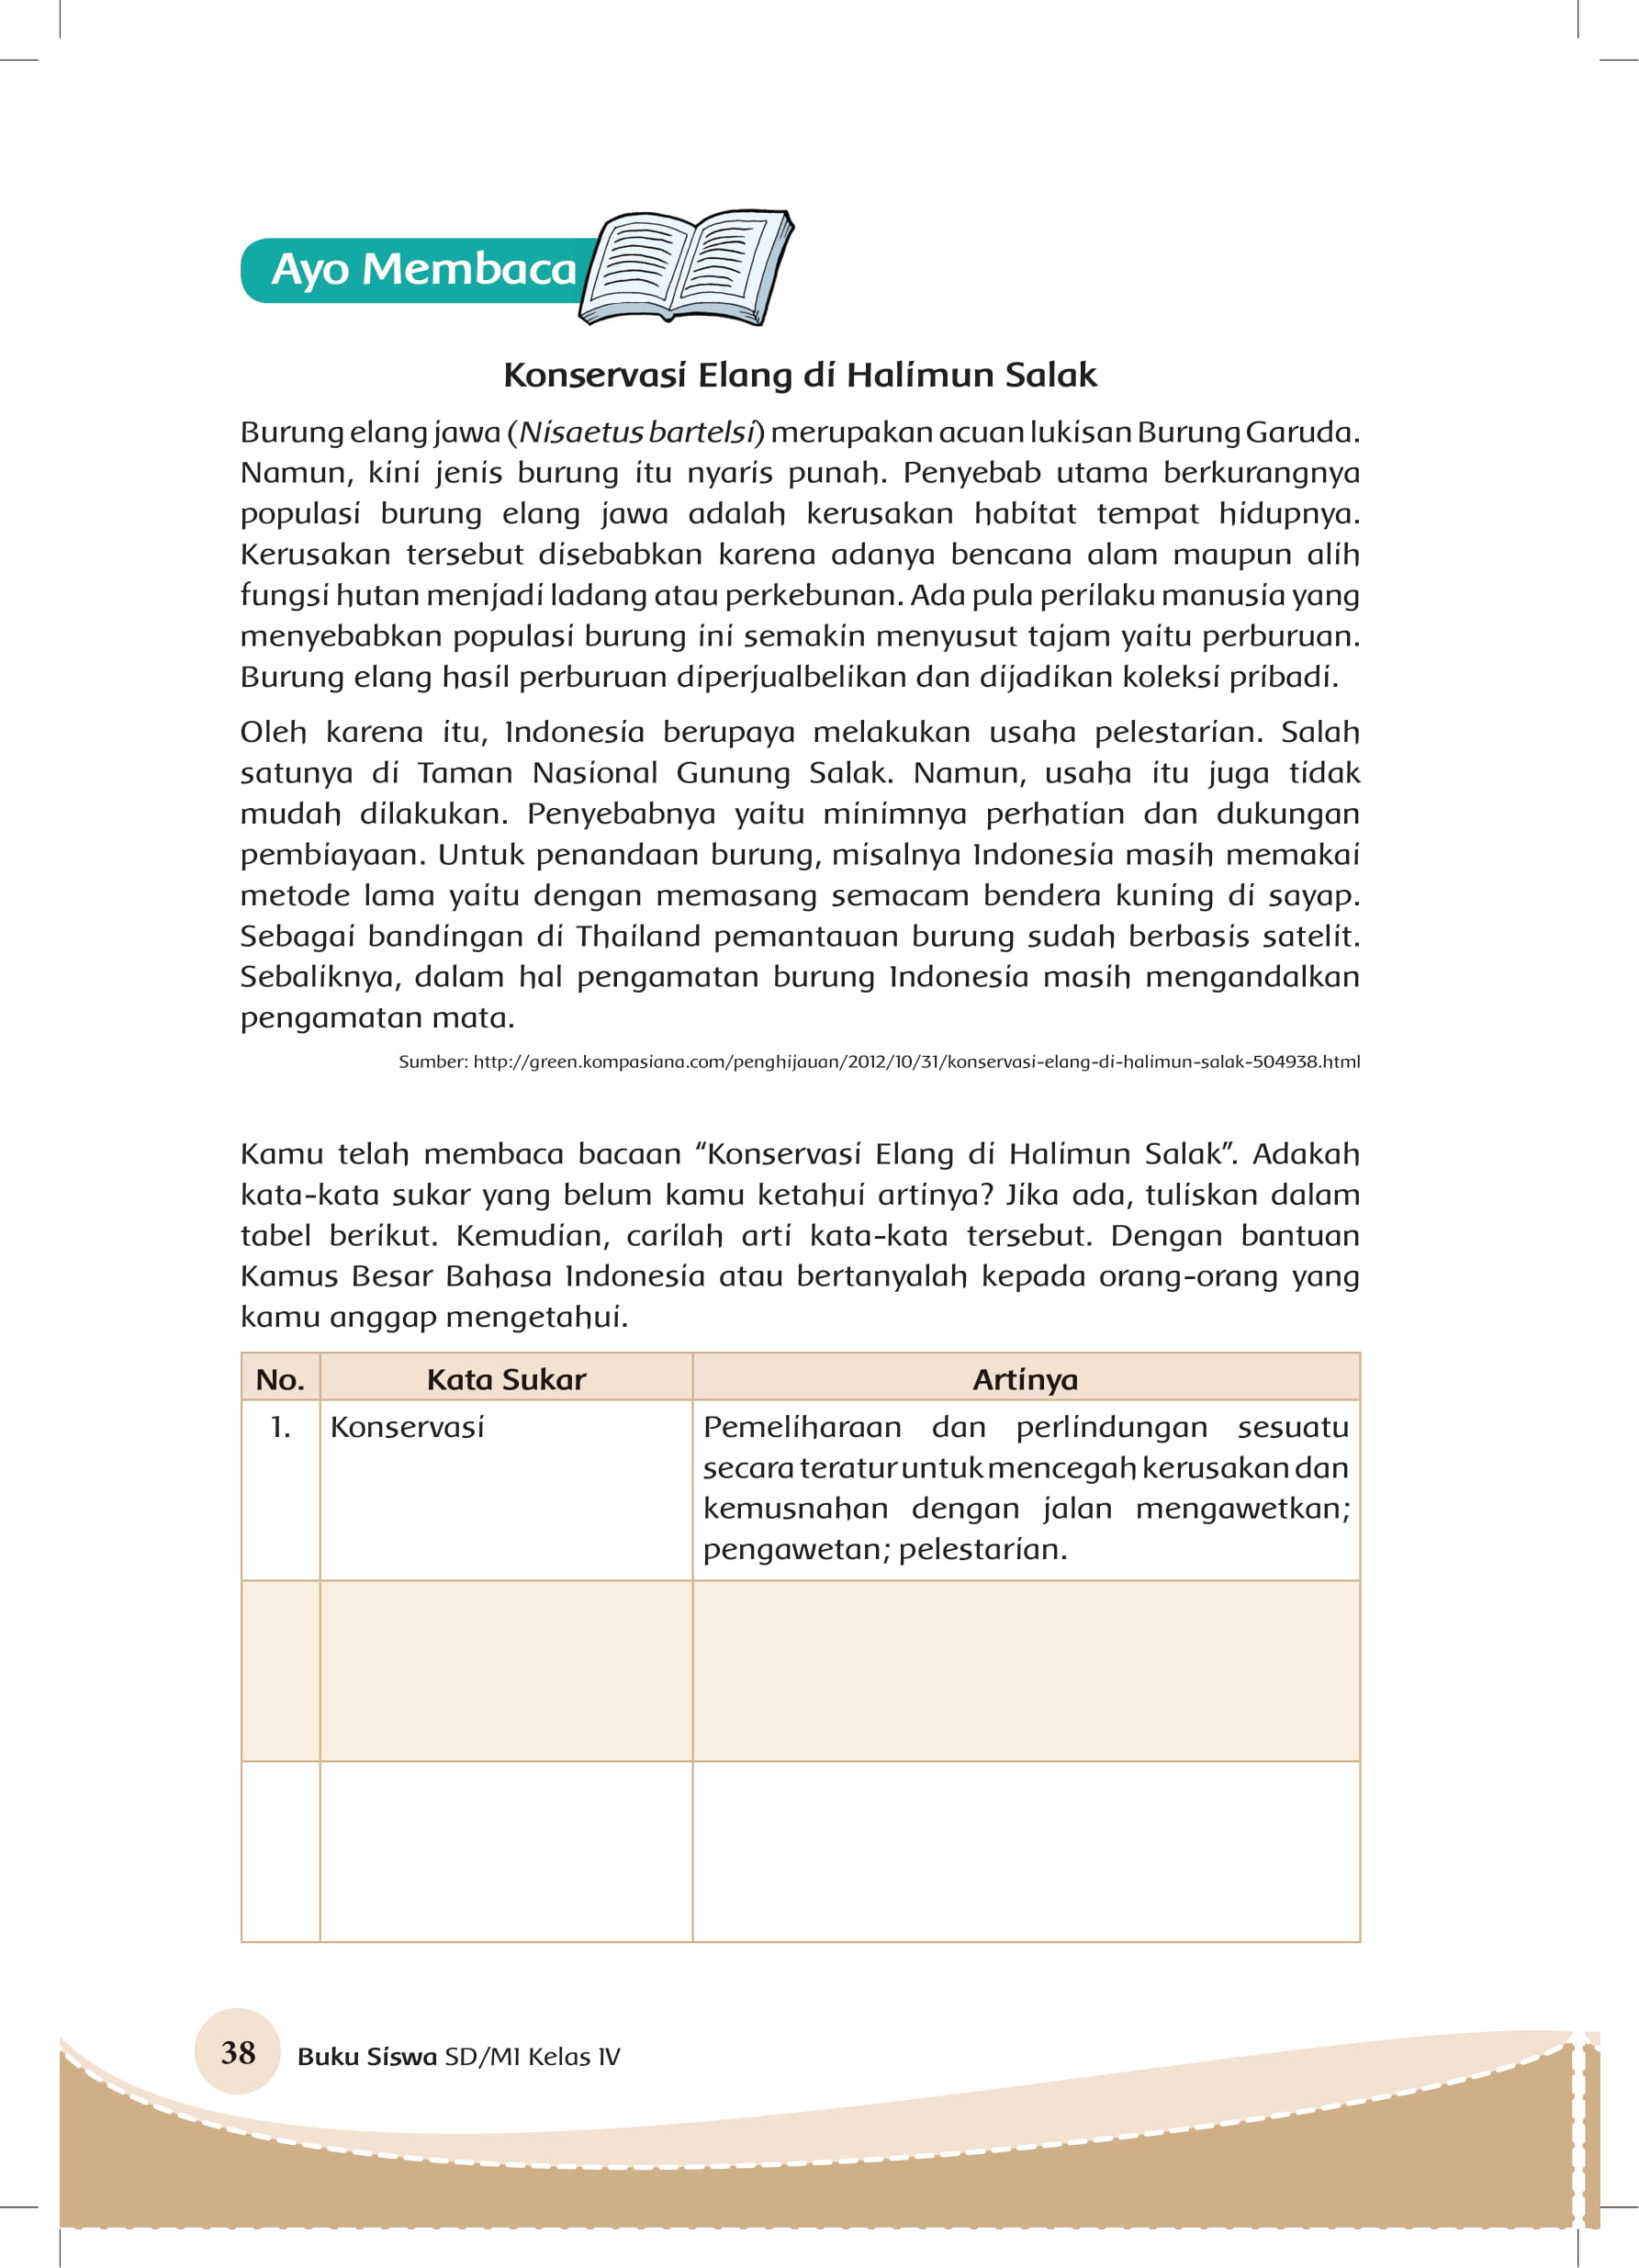 Ayo Membaca
Konservasi Elang di Halimun Salak
Burung elang jawa (Nisaetus bartelsi) merupakan acuan lukisan Burung Garuda.
Namun, kini jenis burung itu nyaris punah. Penyebab utama berkurangnya
populasi burung elang jawa adalah kerusakan habitat tempat hidupnya.
Kerusakan tersebut disebabkan karena adanya bencana alam maupun alih
fungsi hutan menjadi ladang atau perkebunan. Ada pula perilaku manusia yang
menyebabkan populasi burung ini semakin menyusut tajam yaitu perburuan.
Burung elang hasil perburuan diperjualbelikan dan dijadikan koleksi pribadi.
Oleh karena itu, Indonesia berupaya melakukan usaha pelestarian. Salah
satunya di Taman Nasional Gunung Salak. Namun, usaha itu juga tidak
mudah dilakukan. Penyebabnya yaitu minimnya perhatian dan dukungan
pembiayaan. Untuk penandaan burung, misalnya Indonesia masih memakai
metode lama yaitu dengan memasang semacam bendera kuning di sayap.
Sebagai bandingan di Thailand pemantauan burung sudah berbasis satelit.
Sebaliknya, dalam hal pengamatan burung Indonesia masih mengandalkan
pengamatan mata.
Sumber: http://green.kompasiana.com/penghijauan/2012/10/31/konservasi-elang-di-halimun-salak-504938.html
Kamu telah membaca bacaan “Konservasi Elang di Halimun Salak”. Adakah
kata-kata sukar yang belum kamu ketahui artinya? Jika ada, tuliskan dalam
tabel berikut. Kemudian, carilah arti kata-kata tersebut. Dengan bantuan
Kamus Besar Bahasa Indonesia atau bertanyalah kepada orang-orang yang
kamu anggap mengetahui.
No. Kata Sukar Artinya
1. Konservasi Pemeliharaan dan perlindungan sesuatu
secara teratur untuk mencegah kerusakan dan
kemusnahan dengan jalan mengawetkan;
pengawetan; pelestarian.
38 Buku Siswa SD/MI Kelas IV